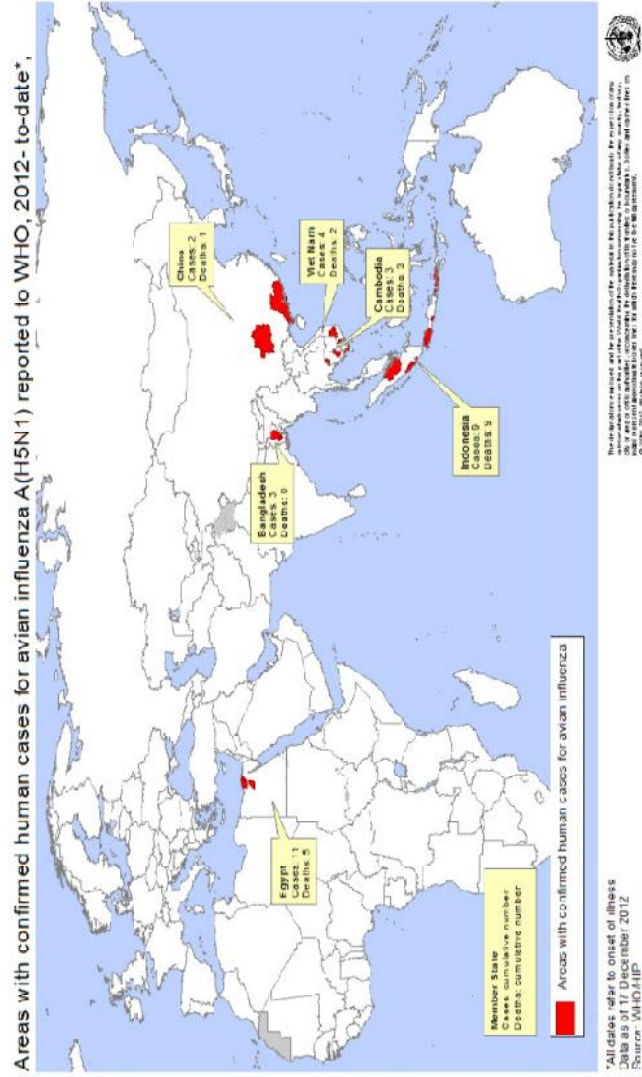 Areas with confirmed human cases for avian influenza A(H5N1) reported to WHO, 2012- to-date*,
China
Cases: 2
Deaths: 1
Viet Nam
Cases: 4
Deaths: 2
Cambodia
Cases: 3
Deaths: 3
Bangladesh
Cases: 3
Deaths: 0
Indonesia
Cases: 9
Deaths: 9
Egypt
Cases: 11
Deaths: 5
Member State
Cases: cumulative number
Deaths: cumulative number
Areas with confirmed human cases for avian influenza
*All dates refer to onset of illness
Data as of 17 December 2012
Source: WHO/HIP